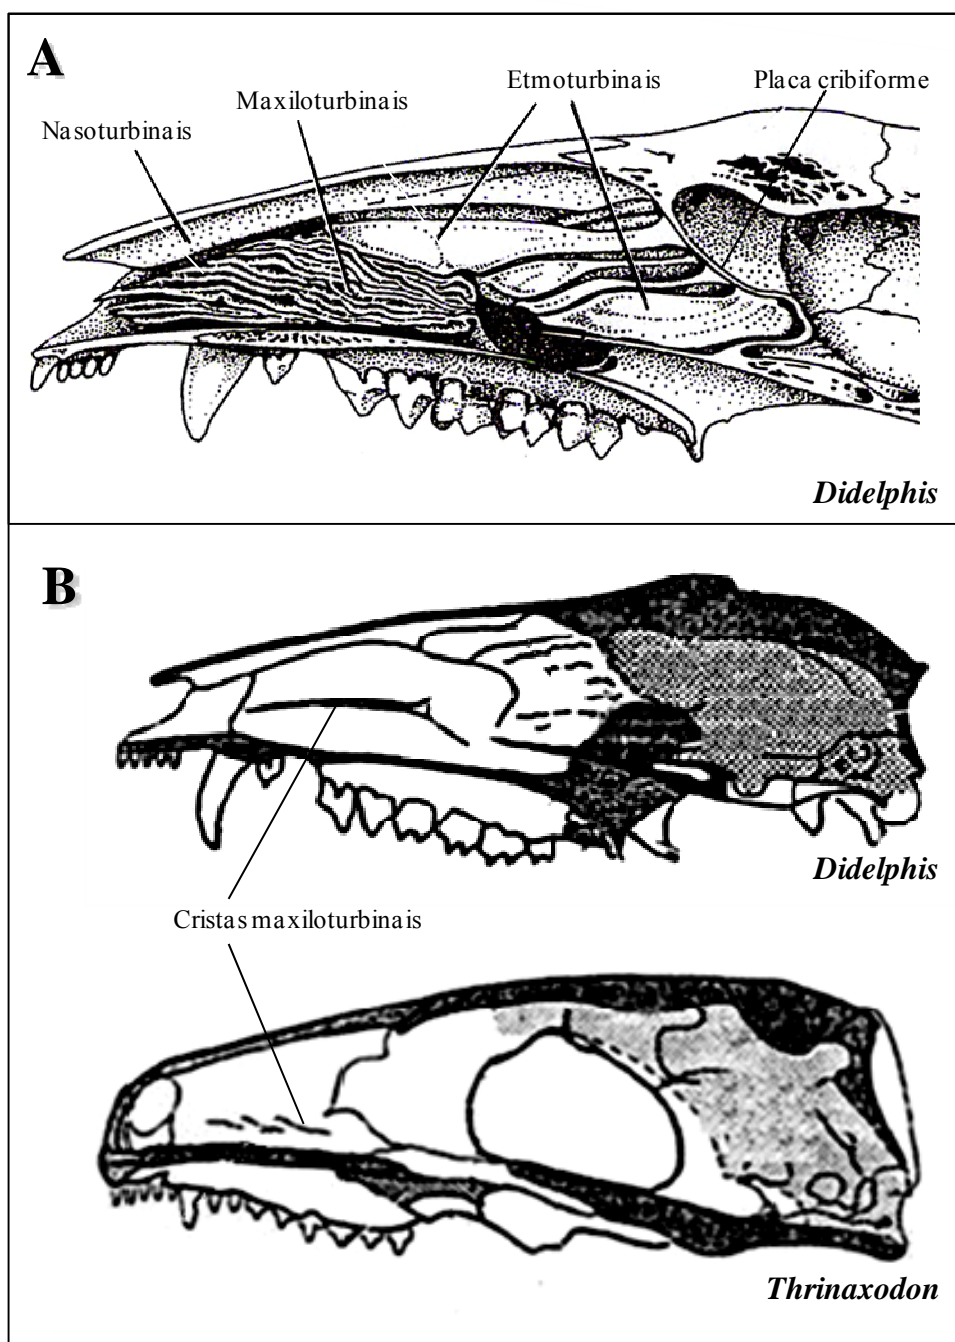 A
Etmoturbinais
Placa cribiforme
Maxiloturbinais
Nasoturbinais
Didelphis
B
Didelphis
Cristas maxiloturbinais
Thrinaxodon